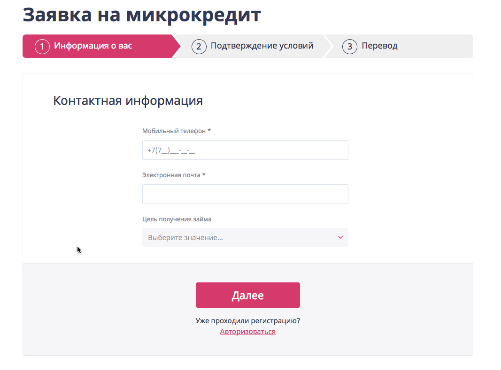 Заявка на микрокредит
1 Информация о вас 2 Подтверждение условий 3 Перевод
Контактная информация
Мобильный телефон *
+7(7__)___-__-__
Электронная почта *
Цель получения займа
Выберите значение...
Далее
Уже проходили регистрацию?
Авторизоваться